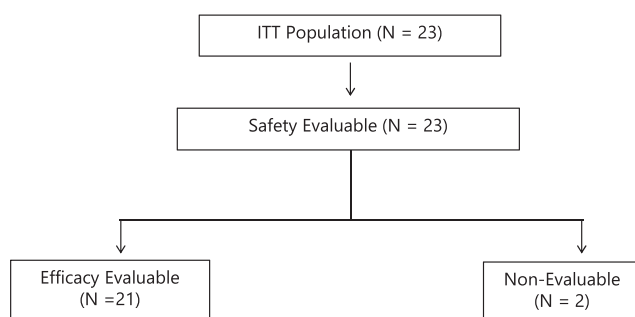 ITT Population (N = 23)
Safety Evaluable (N = 23)
Efficacy Evaluable
(N =21)
Non-Evaluable
(N = 2)